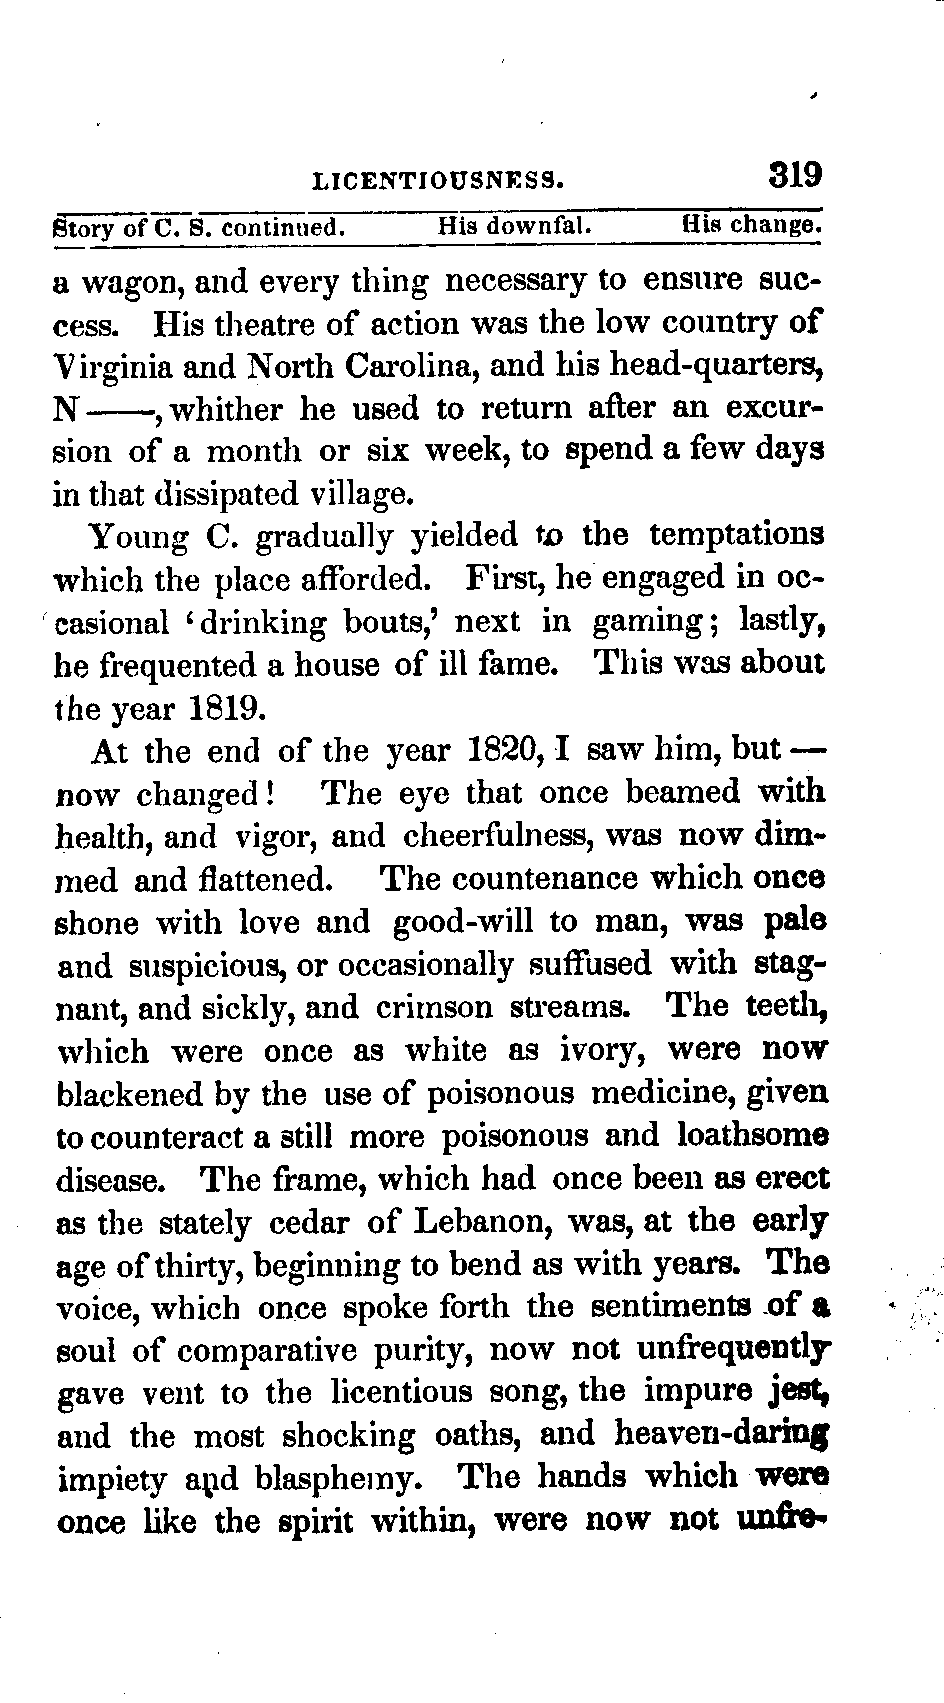 LICENTIOUSNESS. 319
Story of C. S. continued. His downfal. His change.
a wagon, and every thing necessary to ensure suc-
cess. His theatre of action was the low country of
Virginia and North Carolina, and his head-quarters,
N——, whither he used to return after an excur-
sion of a month or six week, to spend a few days
in that dissipated village.
Young C. gradually yielded to the temptations
which the place afforded. First, he engaged in oc-
casional ‘drinking bouts,’ next in gaming; lastly,
he frequented a house of ill fame. This was about
the year 1819.
At the end of the year 1820, I saw him, but —
now changed! The eye that once beamed with
health, and vigor, and cheerfulness, was now dim-
med and flattened. The countenance which once
shone with love and good-will to man, was pale
and suspicious, or occasionally suffused with stag-
nant, and sickly, and crimson streams. The teeth,
which were once as white as ivory, were now
blackened by the use of poisonous medicine, given
to counteract a still more poisonous and loathsome
disease. The frame, which had once been as erect
as the stately cedar of Lebanon, was, at the early
age of thirty, beginning to bend as with years. The
voice, which once spoke forth the sentiments of a
soul of comparative purity, now not unfrequently
gave vent to the licentious song, the impure jest,
and the most shocking oaths, and heaven-daring
impiety and blasphemy. The hands which were
once like the spirit within, were now not unfre-